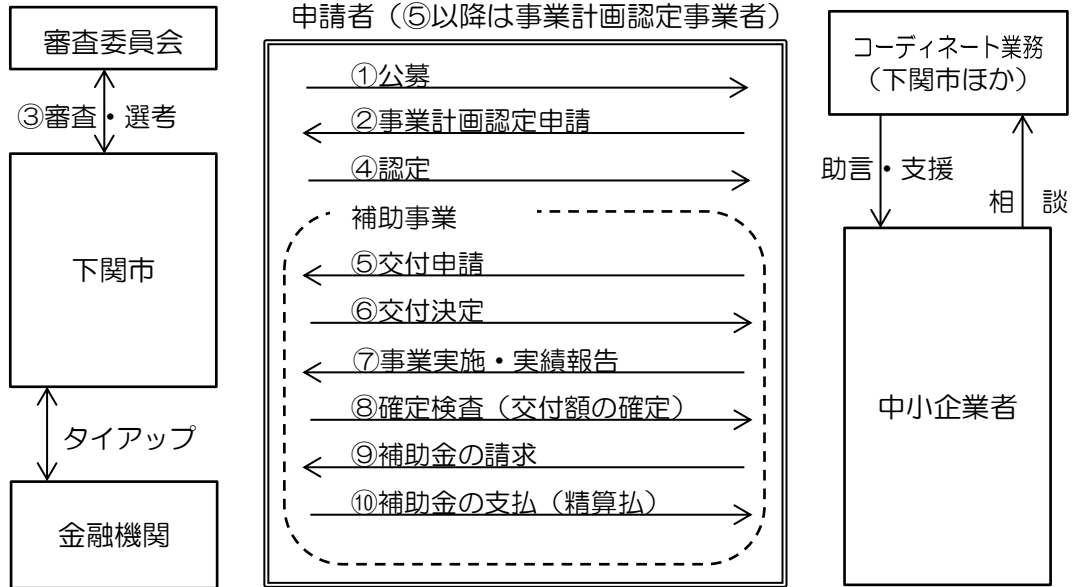 申請者（⑤以降は事業計画認定事業者）
審査委員会
③審査・選考
下関市
タイアップ
金融機関
①公募
②事業計画認定申請
④認定
補助事業
⑤交付申請
⑥交付決定
⑦事業実施・実績報告
⑧確定検査（交付額の確定）
⑨補助金の請求
⑩補助金の支払（精算払）
コーディネート業務
（下関市ほか）
助言・支援
相　談
中小企業者